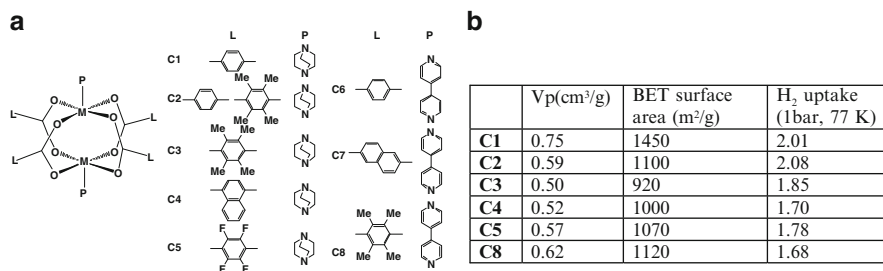 a
L P L P
C1 N N
C2 Me Me Me Me N N
C3 Me Me Me Me N N
C4 N N
C5 F F F F N N
C6 N N
C7 N N
C8 Me Me Me Me N N
P
O M O
L O O L
L O O L
O M O
P
b
Vp(cm³/g) BET surface area (m²/g) H₂ uptake (1bar, 77 K)
C1 0.75 1450 2.01
C2 0.59 1100 2.08
C3 0.50 920 1.85
C4 0.52 1000 1.70
C5 0.57 1070 1.78
C8 0.62 1120 1.68